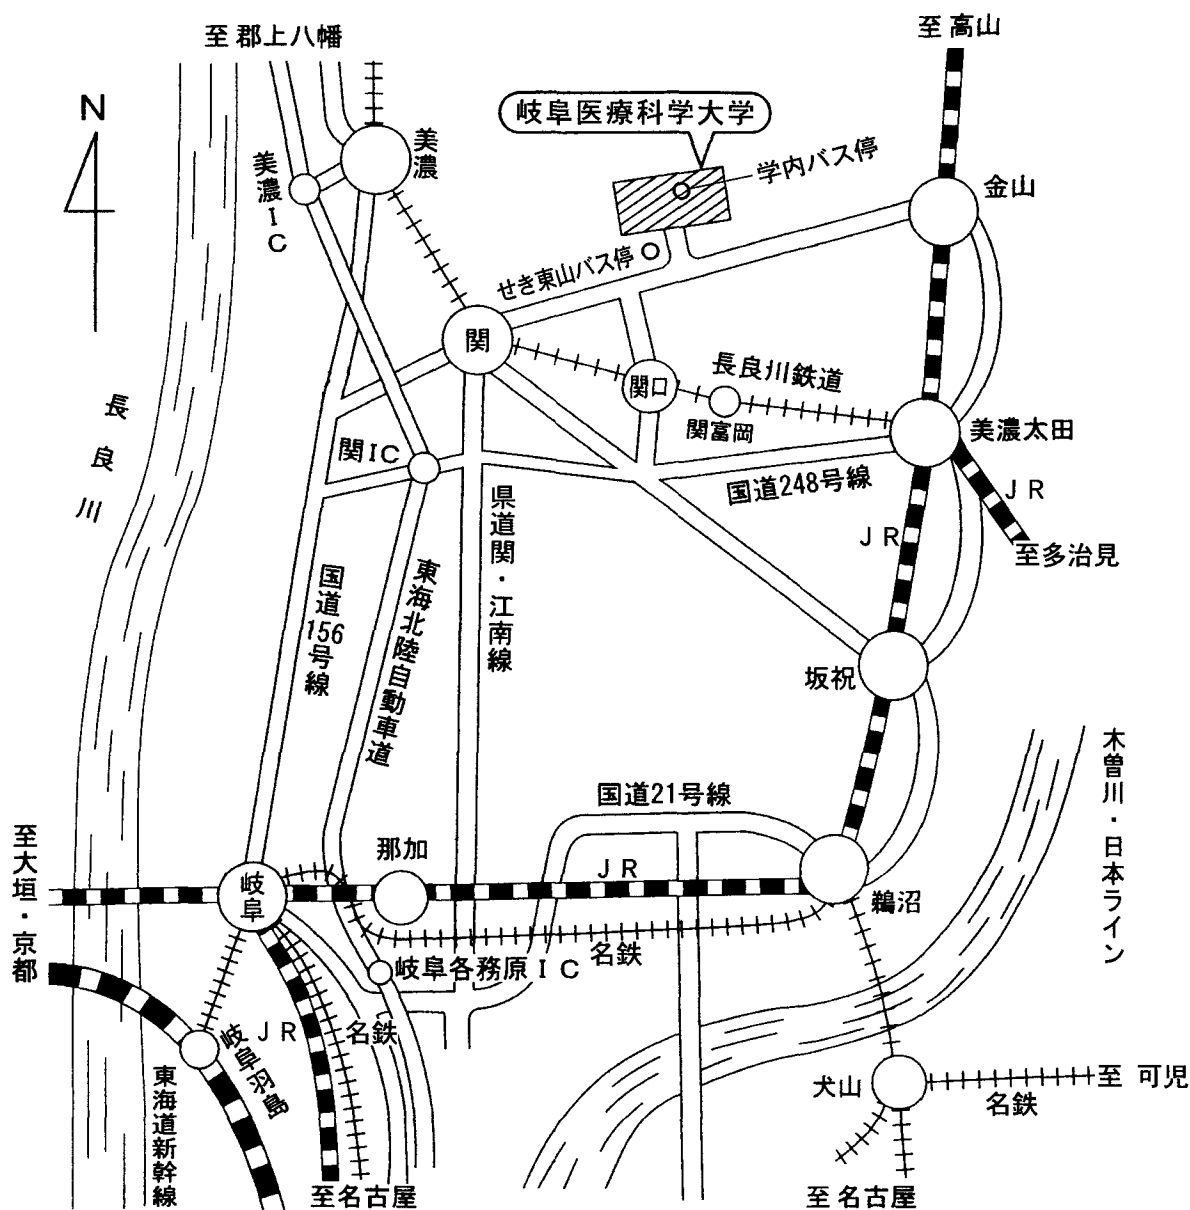 至 郡上八幡
至 高山
N
岐阜医療科学大学
美濃
美濃IC
学内バス停
金山
せき東山バス停
関
関口
長良川鉄道
関富岡
美濃太田
長良川
関IC
国道248号線
JR
JR
至多治見
県道関・江南線
国道156号線
東海北陸自動車道
坂祝
木曽川・日本ライン
国道21号線
至大垣・京都
那加
岐阜
JR
鵜沼
名鉄
岐阜各務原IC
JR
名鉄
岐阜羽島
東海道新幹線
犬山
至 可児
名鉄
至名古屋
至 名古屋